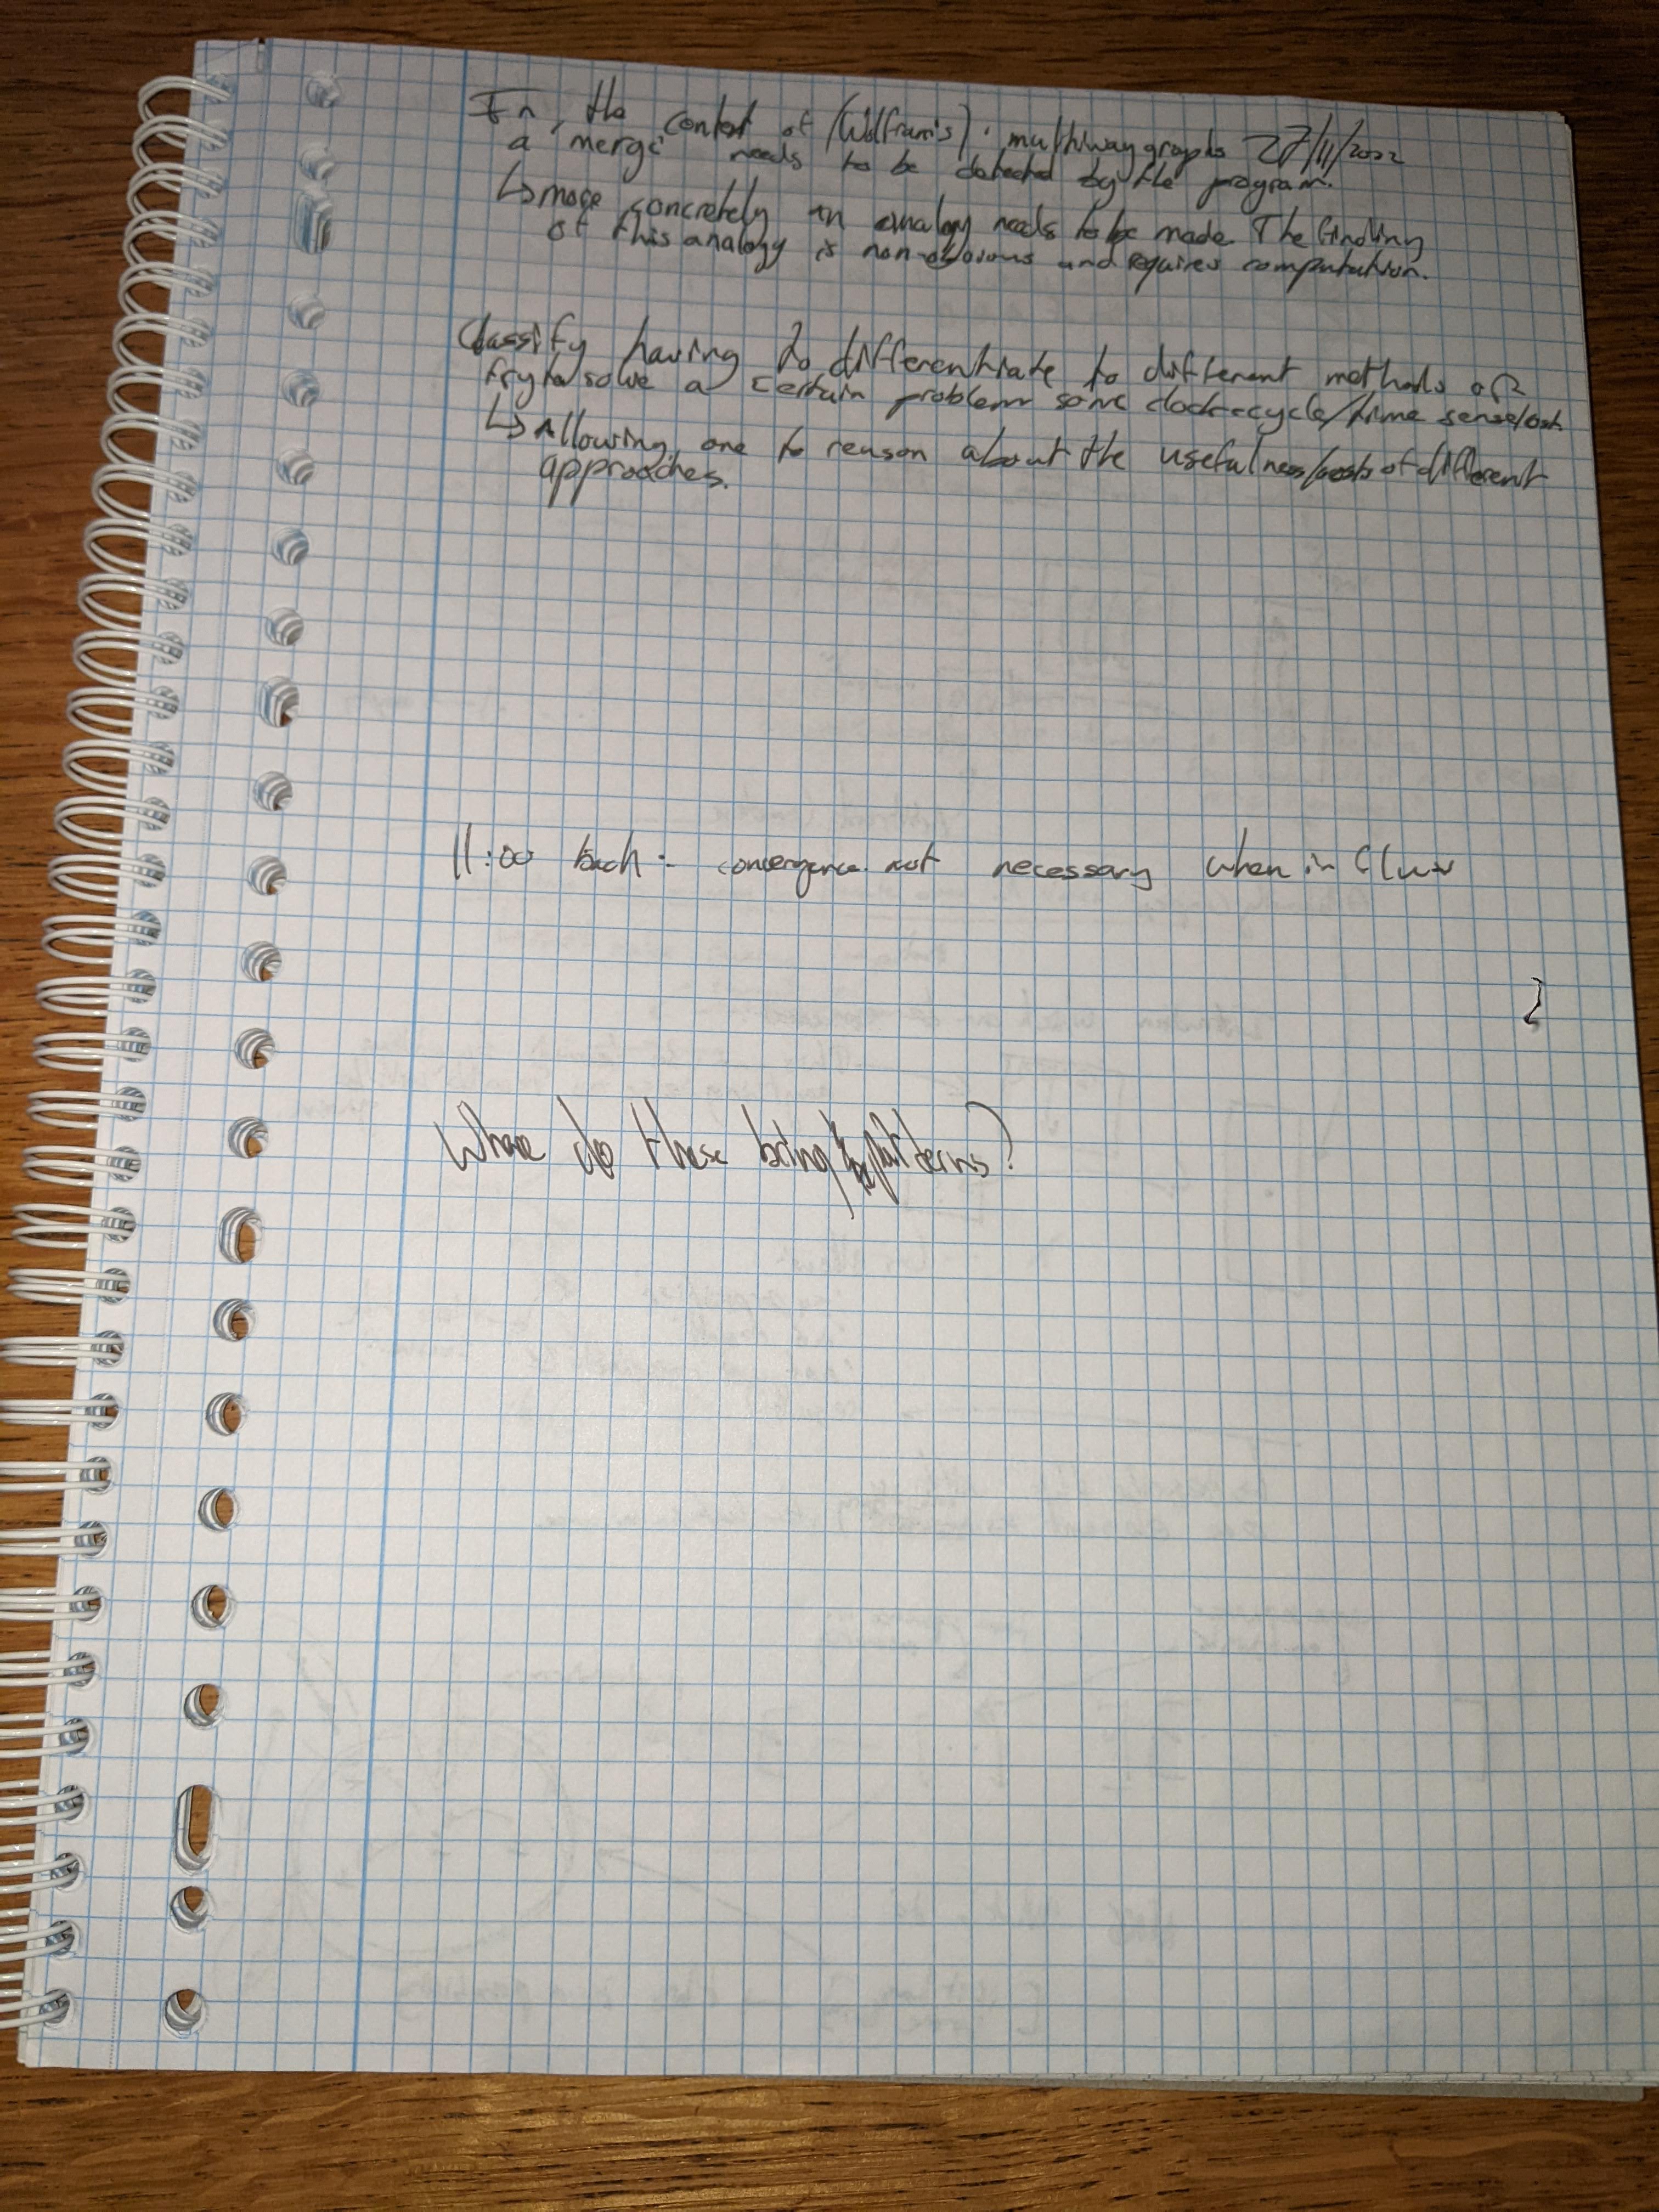 In the context of (Wolfram's) multiway graphs 27/11/2022
a merge needs to be detected by the program.
↳ more concretely an analogy needs to be made. The finding
of this analogy is non-obvious and requires computation.
Classify having to differentiate to different methods of
try to solve a certain problem some clock-cycle/time sense/cost.
↳ Allowing one to reason about the usefulness/costs of different
approaches.
11:00 bach: convergence not necessary when in flux
Where do these bring patterns?